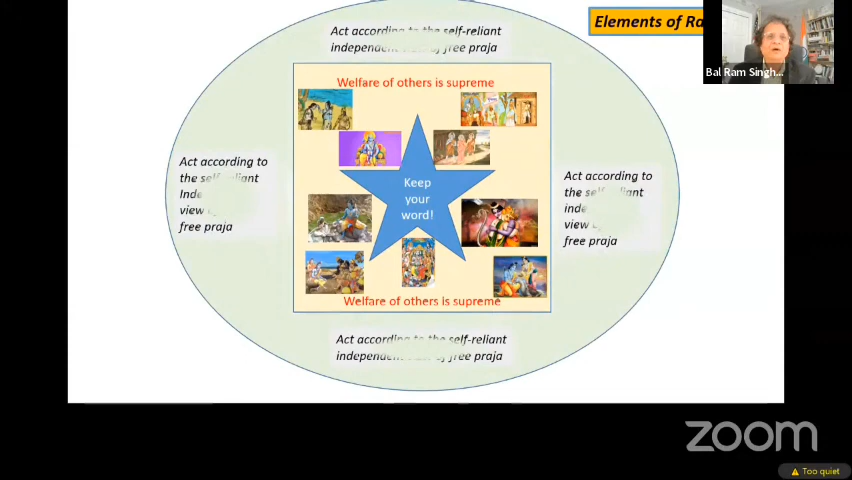 Act according to the self-reliant
independent of free praja
Elements of
Bal Ram Singh...
Welfare of others is supreme
Act according to
the self-reliant
view
free praja
Keep
your
word!
Act according to
the self-reliant
view
free praja
Welfare of others is supreme
Act according to the self-reliant
independent of free praja
zoom
Too quiet